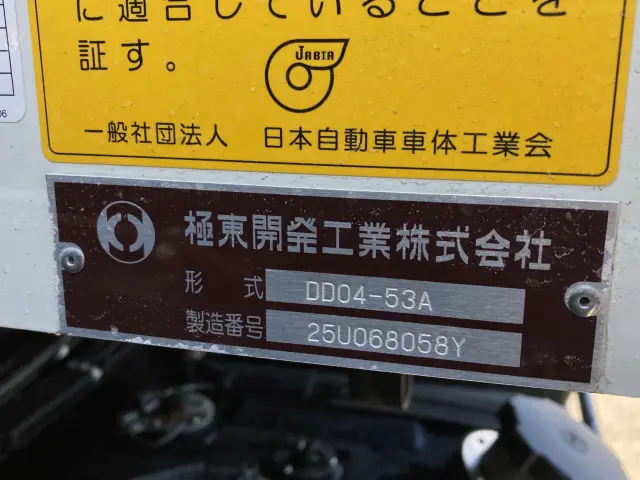 に適合していることを
証す。
JABIA
一般社団法人 日本自動車車体工業会
06
極東開発工業株式会社
形式 DD04-53A
製造番号 25U068058Y